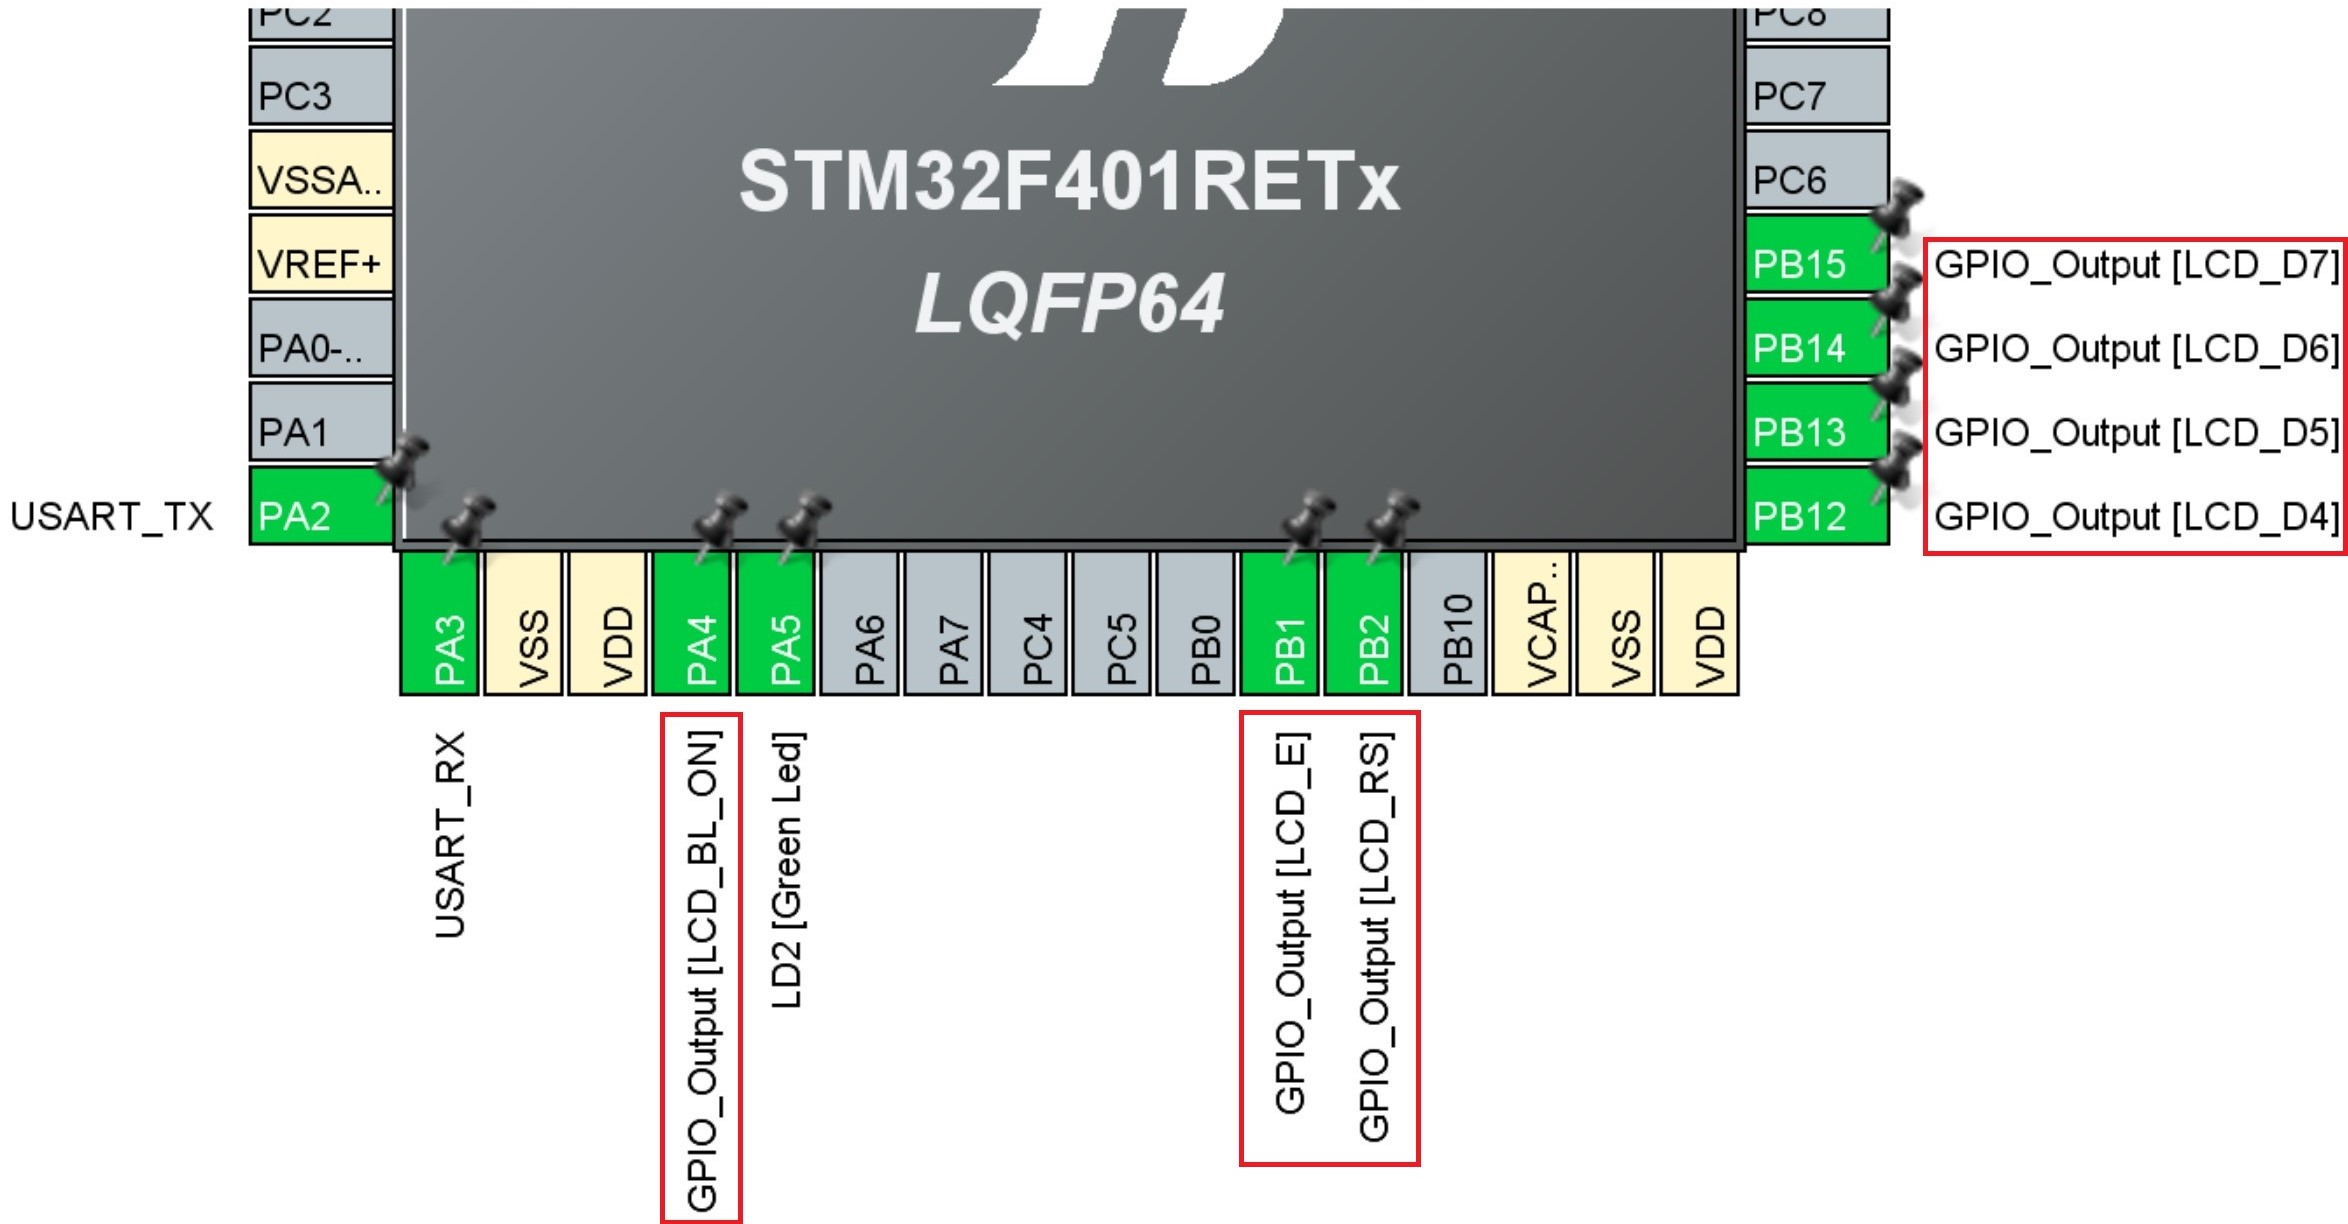 PC2
PC3
VSSA..
VREF+
PA0-..
PA1
USART_TX PA2
STM32F401RETx
LQFP64
PC8
PC7
PC6
PB15 GPIO_Output [LCD_D7]
PB14 GPIO_Output [LCD_D6]
PB13 GPIO_Output [LCD_D5]
PB12 GPIO_Output [LCD_D4]
PA3
VSS
VDD
PA4
PA5
PA6
PA7
PC4
PC5
PB0
PB1
PB2
PB10
VCAP..
VSS
VDD
USART_RX
GPIO_Output [LCD_BL_ON]
LD2 [Green Led]
GPIO_Output [LCD_E]
GPIO_Output [LCD_RS]